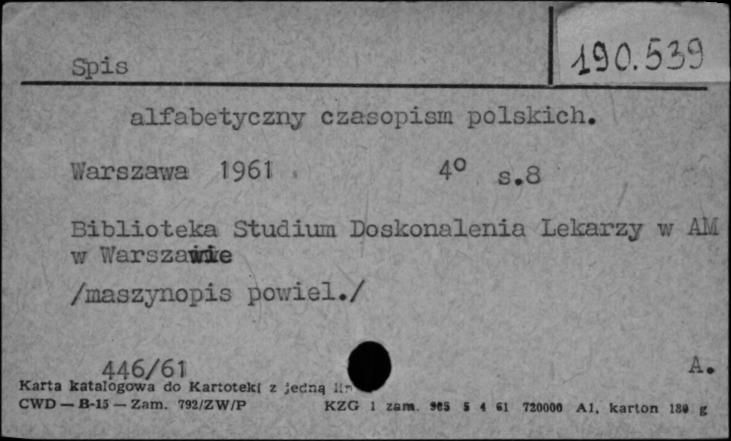 Spis
190.539
alfabetyczny czasopism polskich.
Warszawa 1961 4° s.8
Biblioteka Studium Doskonalenia Lekarzy w AM
w Warszawie
/maszynopis powiel./
446/61 A.
Karta katalogowa do Kartoteki z jedną
CWD — B-15 — Zam. 792/ZW/P KZG 1 zam. 5 4 61 720000 A1, karton g